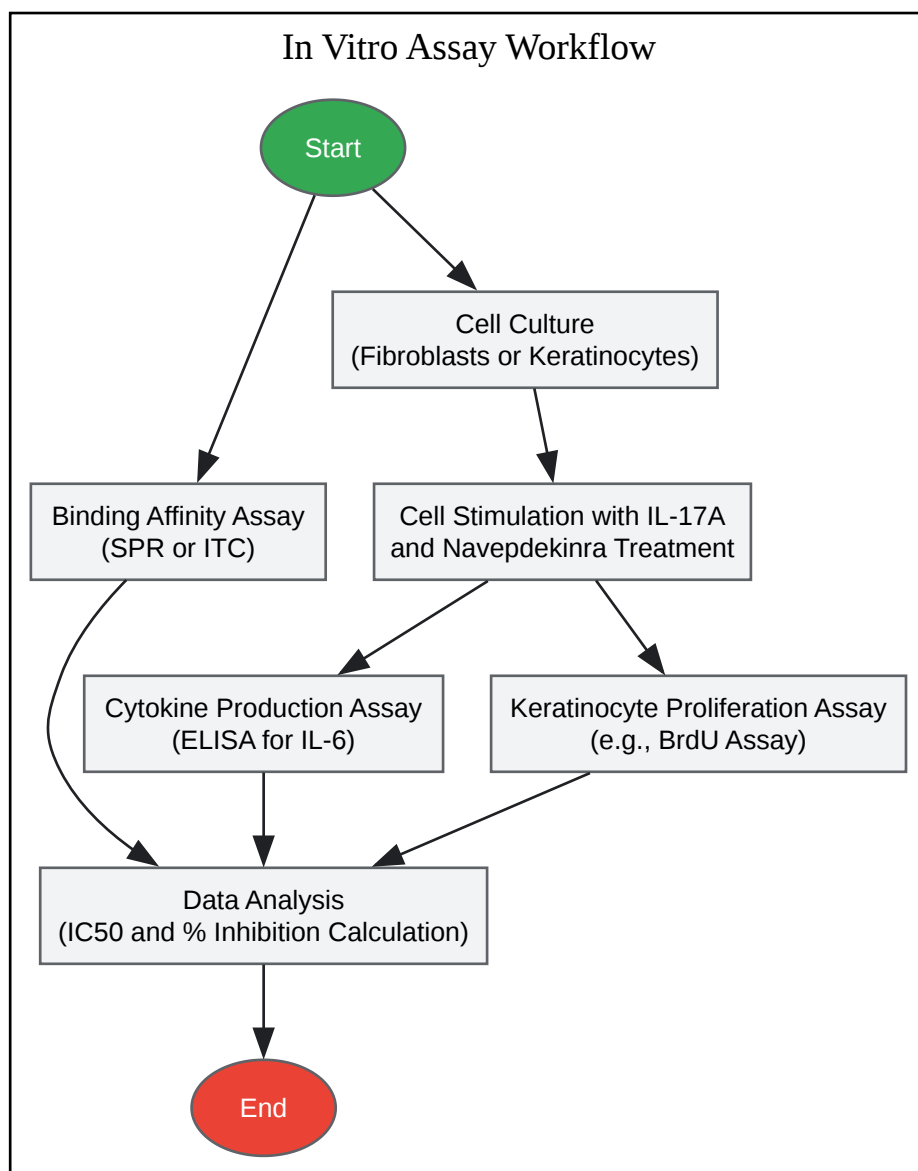 In Vitro Assay Workflow
Start
Cell Culture
(Fibroblasts or Keratinocytes)
Binding Affinity Assay
(SPR or ITC)
Cell Stimulation with IL-17A
and Navepdekinra Treatment
Cytokine Production Assay
(ELISA for IL-6)
Keratinocyte Proliferation Assay
(e.g., BrdU Assay)
Data Analysis
(IC50 and % Inhibition Calculation)
End